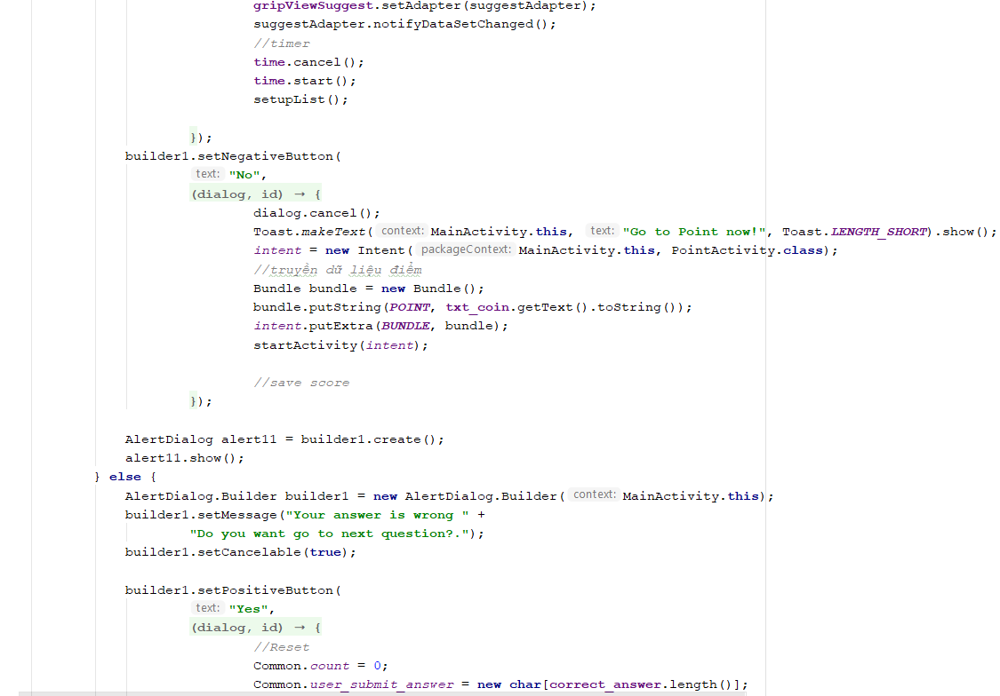 gripViewSuggest.setAdapter(suggestAdapter);
suggestAdapter.notifyDataSetChanged();
//timer
time.cancel();
time.start();
setupList();
});
builder1.setNegativeButton(
text: "No",
(dialog, id) → {
dialog.cancel();
Toast.makeText( context: MainActivity.this, text: "Go to Point now!", Toast.LENGTH_SHORT).show();
intent = new Intent( packageContext: MainActivity.this, PointActivity.class);
//truyền dữ liệu điểm
Bundle bundle = new Bundle();
bundle.putString(POINT, txt_coin.getText().toString());
intent.putExtra(BUNDLE, bundle);
startActivity(intent);
//save score
});
AlertDialog alert11 = builder1.create();
alert11.show();
} else {
AlertDialog.Builder builder1 = new AlertDialog.Builder( context: MainActivity.this);
builder1.setMessage("Your answer is wrong " +
"Do you want go to next question?.");
builder1.setCancelable(true);
builder1.setPositiveButton(
text: "Yes",
(dialog, id) → {
//Reset
Common.count = 0;
Common.user_submit_answer = new char[correct_answer.length()];